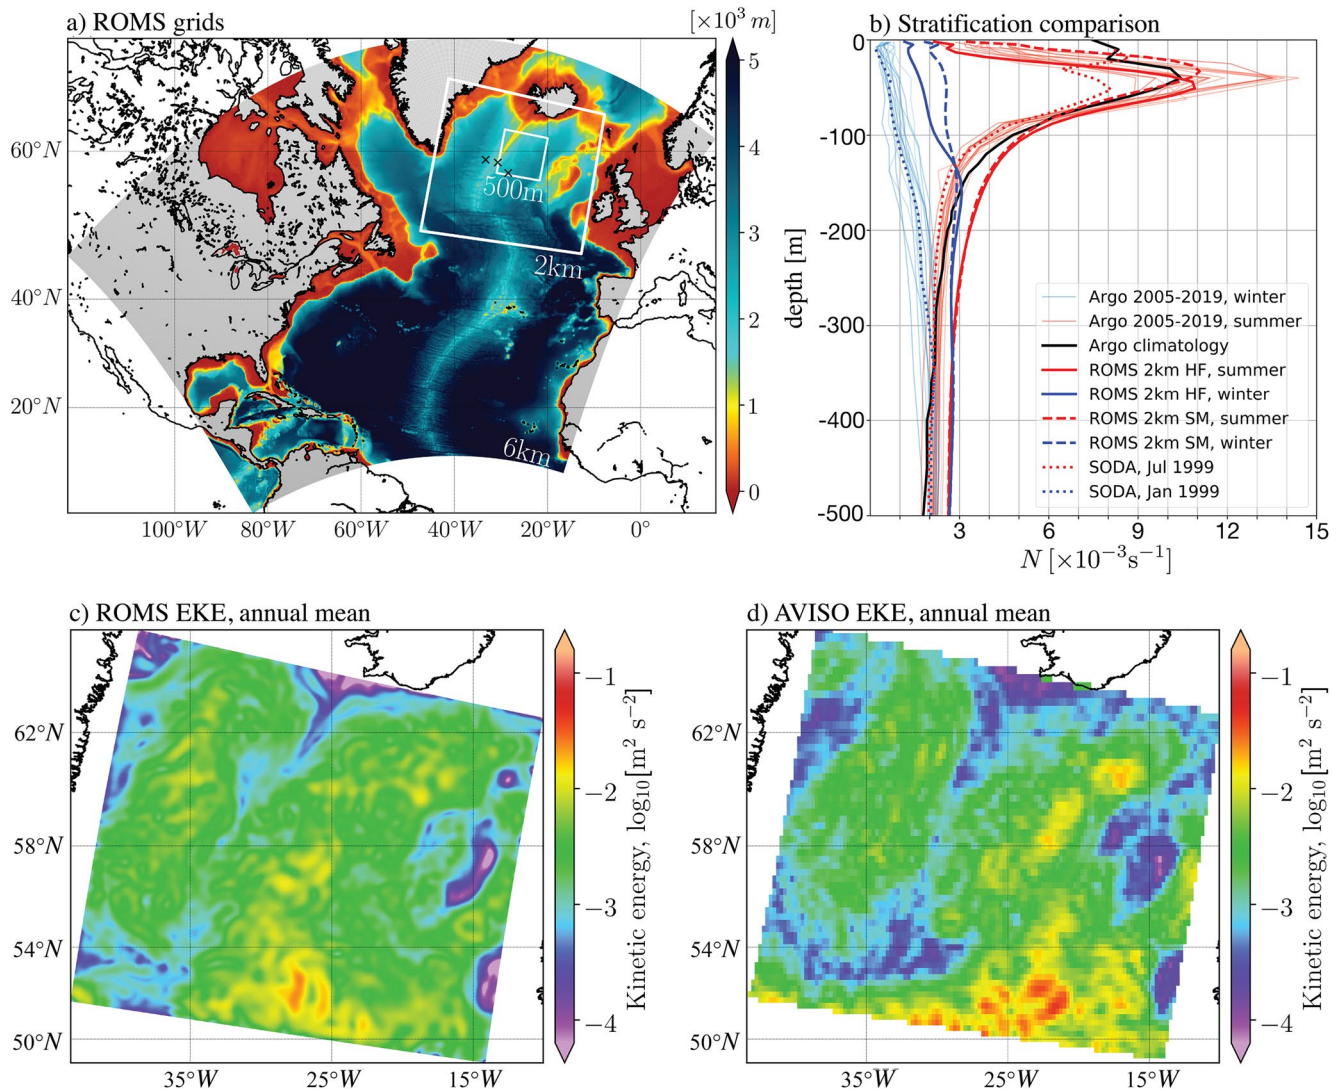 a) ROMS grids
[×10³ m]
5
4
3
2
1
0
60°N
40°N
20°N
100°W
80°W
60°W
40°W
20°W
0°
500m
2km
6km
b) Stratification comparison
0
-100
-200
-300
-400
-500
depth [m]
3
6
9
12
15
N [×10⁻³s⁻¹]
Argo 2005-2019, winter
Argo 2005-2019, summer
Argo climatology
ROMS 2km HF, summer
ROMS 2km HF, winter
ROMS 2km SM, summer
ROMS 2km SM, winter
SODA, Jul 1999
SODA, Jan 1999
c) ROMS EKE, annual mean
62°N
58°N
54°N
50°N
35°W
25°W
15°W
−1
−2
−3
−4
Kinetic energy, log₁₀[m² s⁻²]
d) AVISO EKE, annual mean
62°N
58°N
54°N
50°N
35°W
25°W
15°W
−1
−2
−3
−4
Kinetic energy, log₁₀[m² s⁻²]